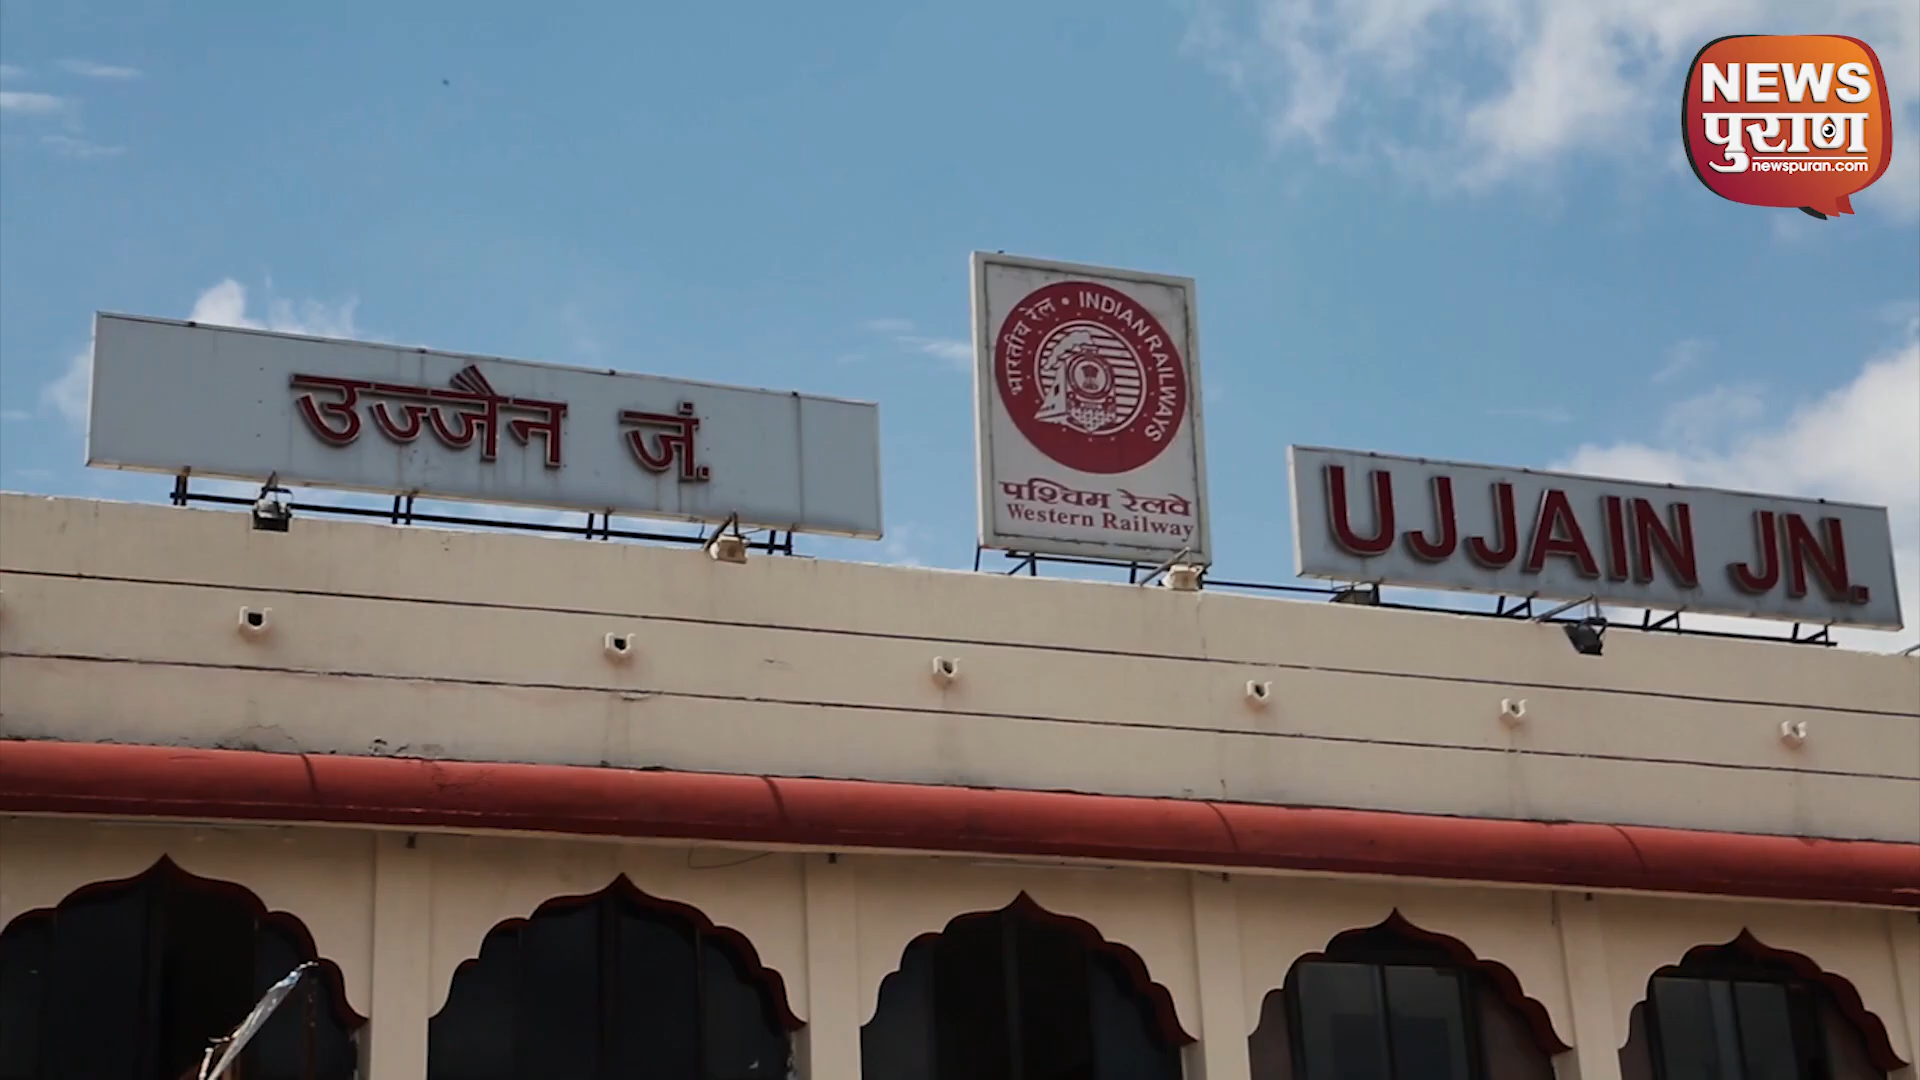 NEWS
पुराण
newspuran.com
उज्जैन जं.
भारतीय रेल • INDIAN RAILWAYS
पश्चिम रेलवे
Western Railway
UJJAIN JN.